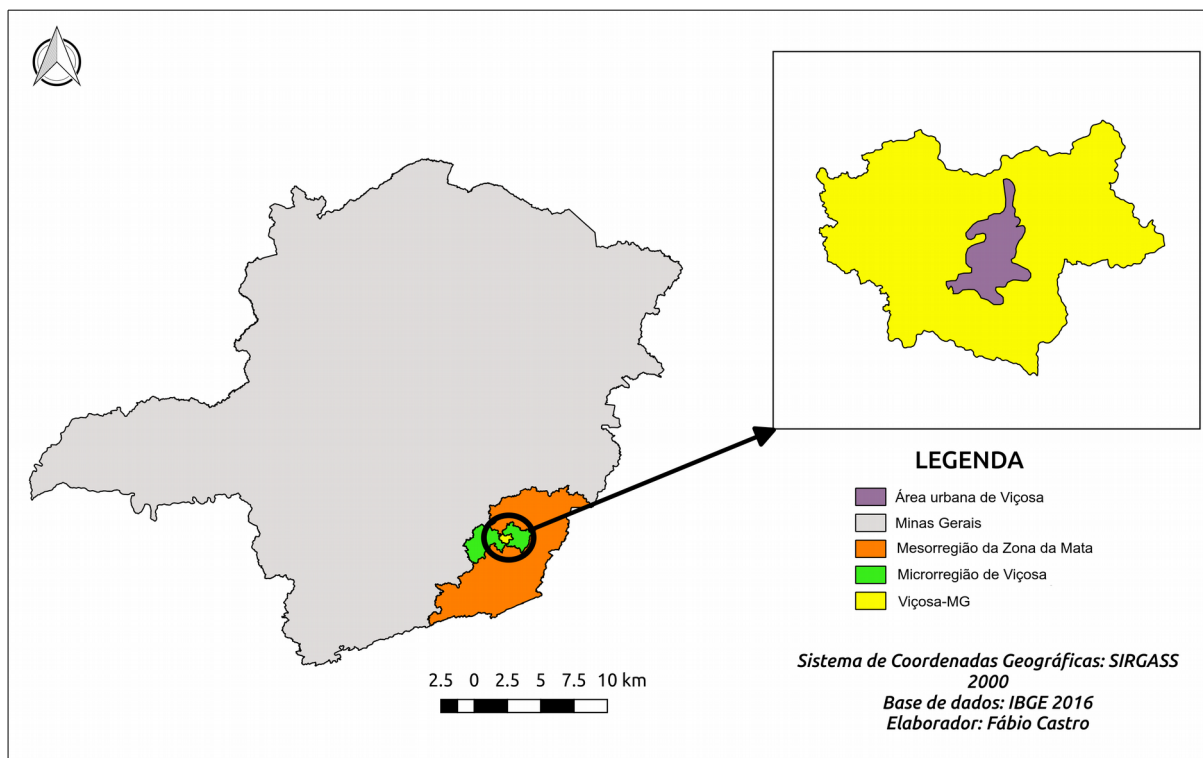 LEGENDA
Área urbana de Viçosa
Minas Gerais
Mesorregião da Zona da Mata
Microrregião de Viçosa
Viçosa-MG
2.5 0 2.5 5 7.5 10 km
Sistema de Coordenadas Geográficas: SIRGASS
2000
Base de dados: IBGE 2016
Elaborador: Fábio Castro